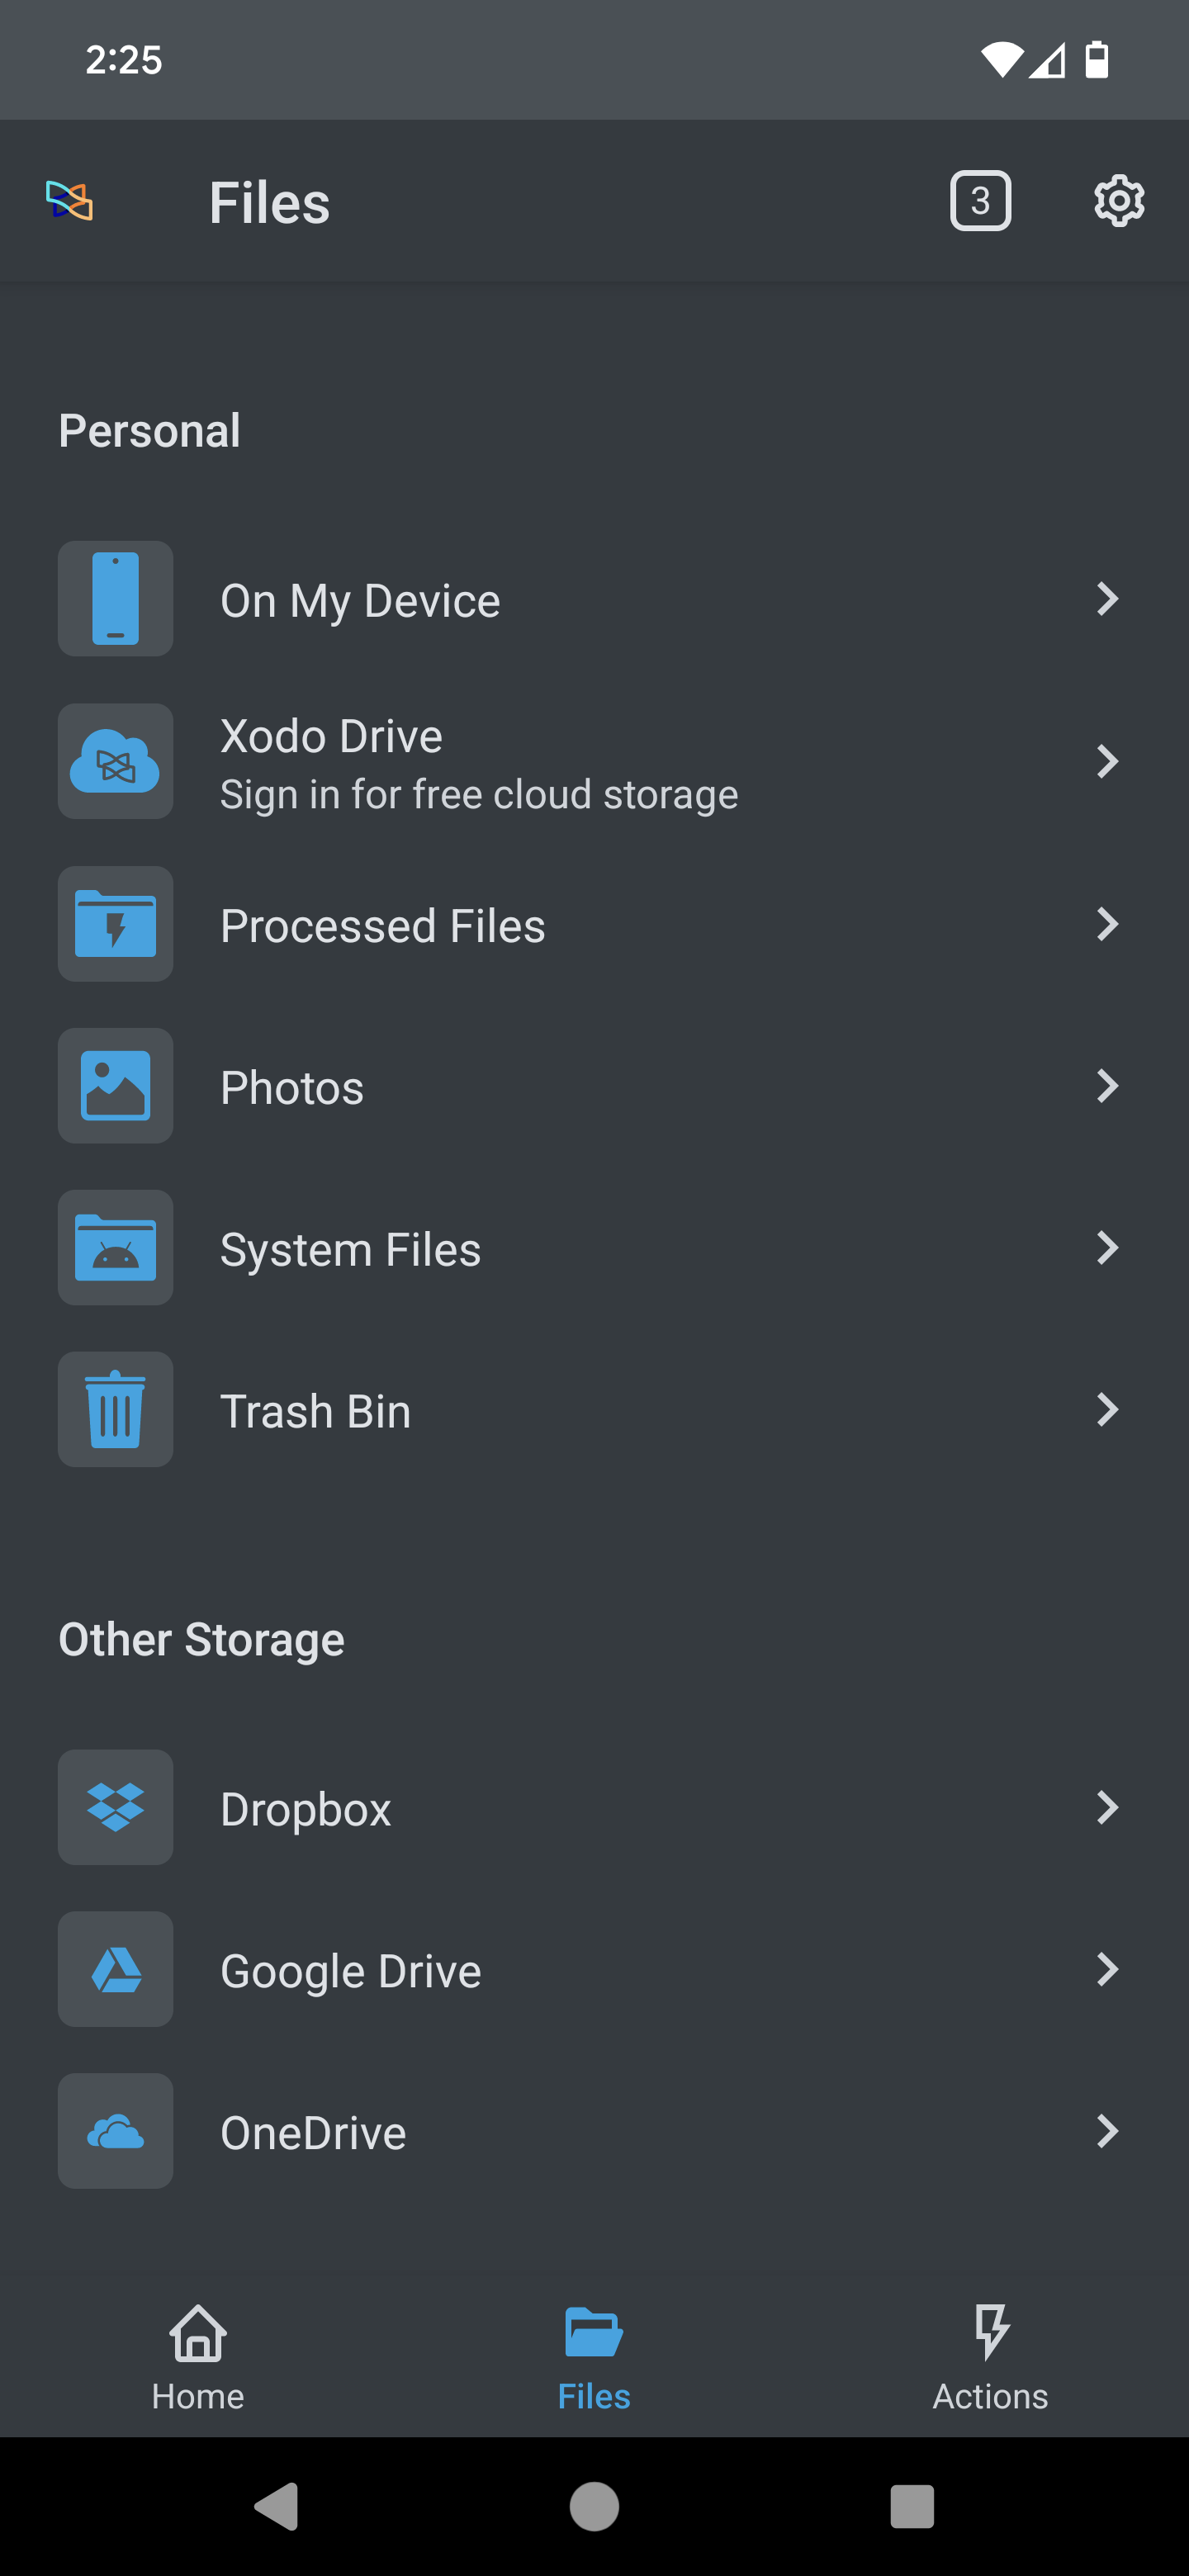 2:25
Files
3
Personal
On My Device
Xodo Drive
Sign in for free cloud storage
Processed Files
Photos
System Files
Trash Bin
Other Storage
Dropbox
Google Drive
OneDrive
Home
Files
Actions